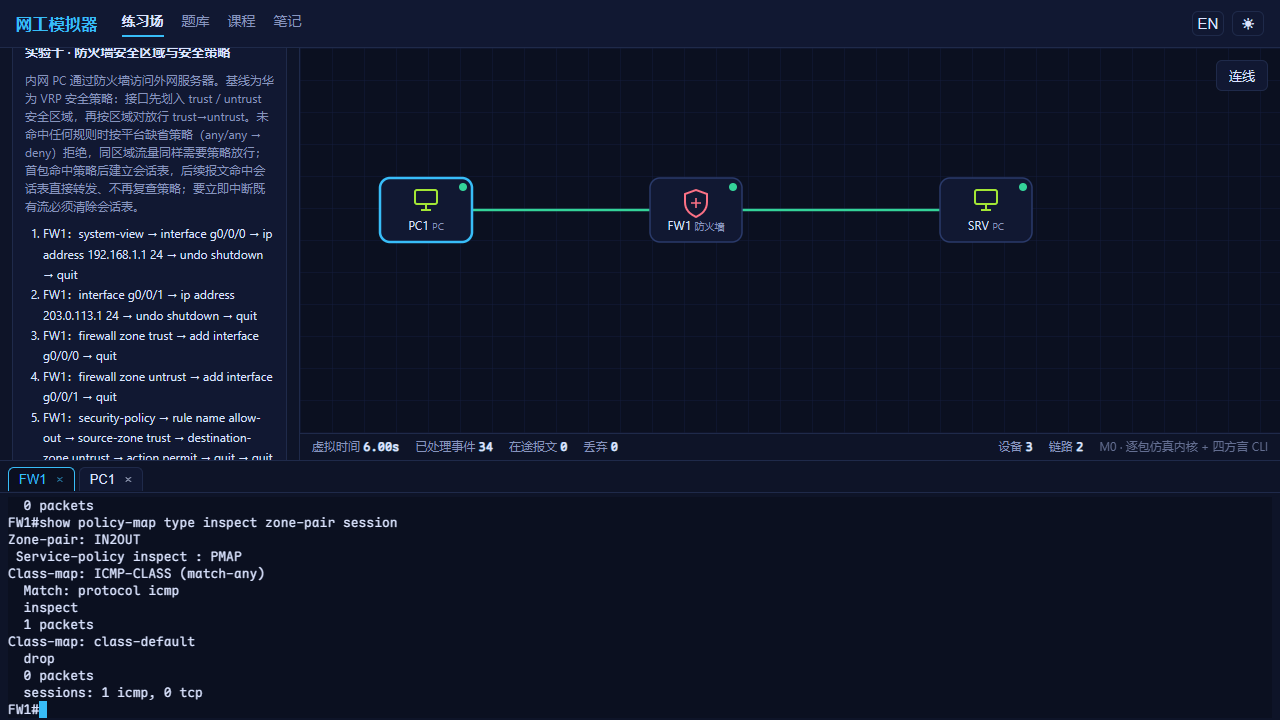 网工模拟器 练习场 题库 课程 笔记 EN
实验十 · 防火墙安全区域与安全策略
内网 PC 通过防火墙访问外网服务器。基线为华
为 VRP 安全策略：接口先划入 trust / untrust
安全区域，再按区域对放行 trust→untrust。未
命中任何规则时按平台缺省策略（any/any →
deny）拒绝，同区域流量同样需要策略放行；
首包命中策略后建立会话表，后续报文命中会
话表直接转发、不再复查策略；要立即中断既
有流必须清除会话表。
1. FW1：system-view → interface g0/0/0 → ip
address 192.168.1.1 24 → undo shutdown
→ quit
2. FW1：interface g0/0/1 → ip address
203.0.113.1 24 → undo shutdown → quit
3. FW1：firewall zone trust → add interface
g0/0/0 → quit
4. FW1：firewall zone untrust → add interface
g0/0/1 → quit
5. FW1：security-policy → rule name allow-
out → source-zone trust → destination-
zone untrust → action permit → quit → quit
连线
PC1 PC
FW1 防火墙
SRV PC
虚拟时间 6.00s 已处理事件 34 在途报文 0 丢弃 0 设备 3 链路 2 M0 · 逐包仿真内核 + 四方言 CLI
FW1 × PC1 ×
0 packets
FW1#show policy-map type inspect zone-pair session
Zone-pair: IN2OUT
Service-policy inspect : PMAP
Class-map: ICMP-CLASS (match-any)
Match: protocol icmp
inspect
1 packets
Class-map: class-default
drop
0 packets
sessions: 1 icmp, 0 tcp
FW1#